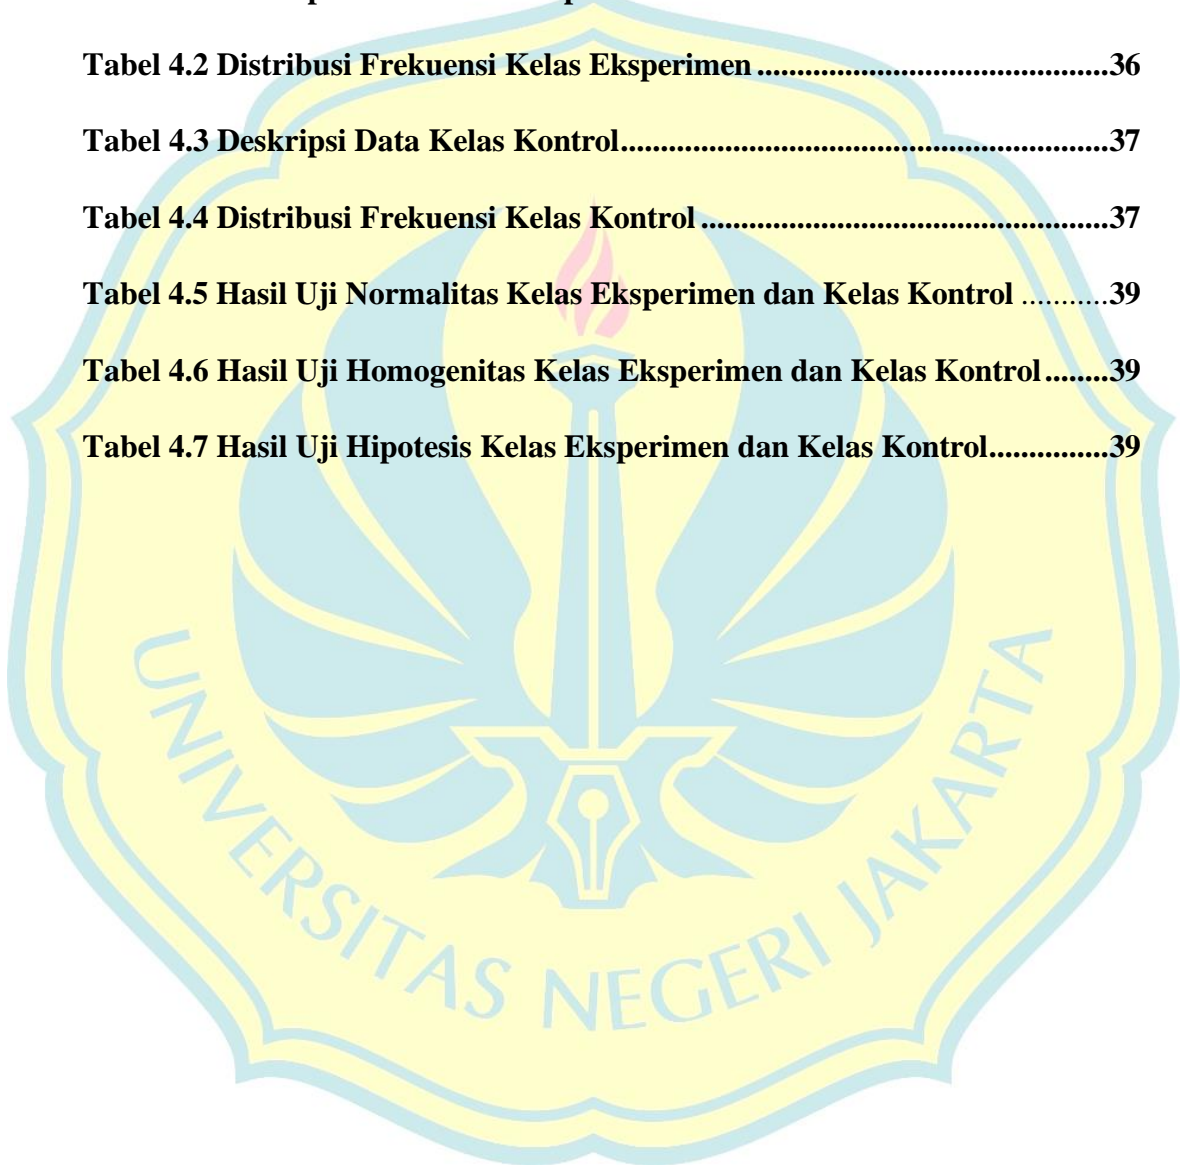 Tabel 4.2 Distribusi Frekuensi Kelas Eksperimen............................................36
Tabel 4.3 Deskripsi Data Kelas Kontrol..............................................................37
Tabel 4.4 Distribusi Frekuensi Kelas Kontrol...................................................37
Tabel 4.5 Hasil Uji Normalitas Kelas Eksperimen dan Kelas Kontrol ...........39
Tabel 4.6 Hasil Uji Homogenitas Kelas Eksperimen dan Kelas Kontrol........39
Tabel 4.7 Hasil Uji Hipotesis Kelas Eksperimen dan Kelas Kontrol...............39
UNIVERSITAS NEGERI JAKARTA